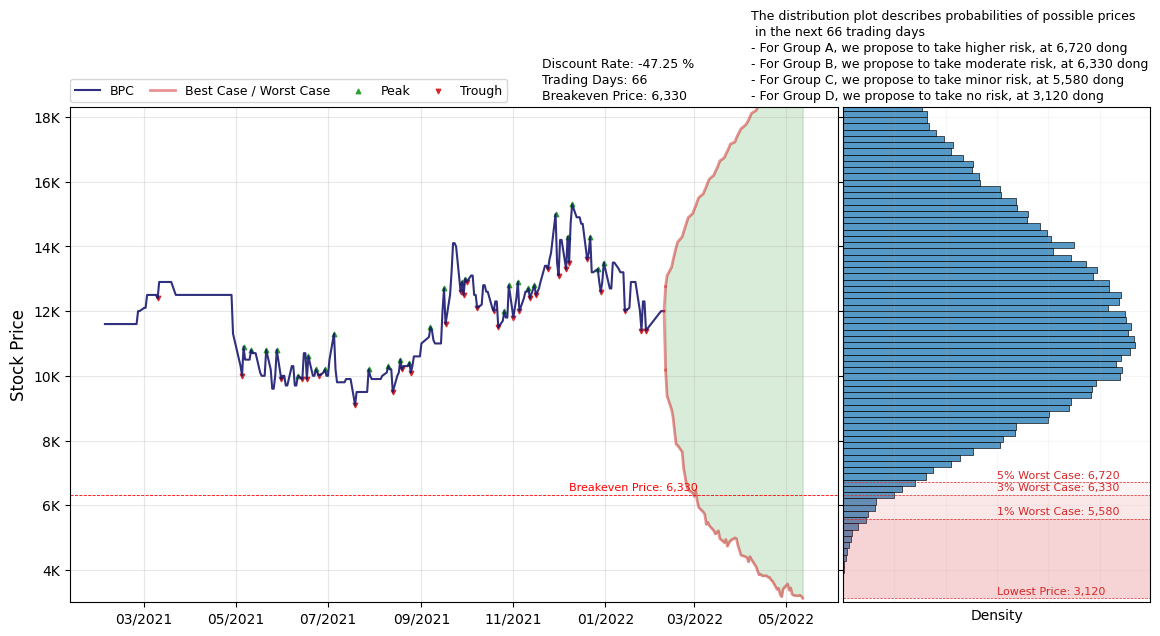 The distribution plot describes probabilities of possible prices
in the next 66 trading days
- For Group A, we propose to take higher risk, at 6,720 dong
- For Group B, we propose to take moderate risk, at 6,330 dong
- For Group C, we propose to take minor risk, at 5,580 dong
- For Group D, we propose to take no risk, at 3,120 dong
Discount Rate: -47.25 %
Trading Days: 66
Breakeven Price: 6,330
BPC
Best Case / Worst Case
Peak
Trough
Stock Price
18K
16K
14K
12K
10K
8K
6K
4K
Breakeven Price: 6,330
03/2021
05/2021
07/2021
09/2021
11/2021
01/2022
03/2022
05/2022
5% Worst Case: 6,720
3% Worst Case: 6,330
1% Worst Case: 5,580
Lowest Price: 3,120
Density